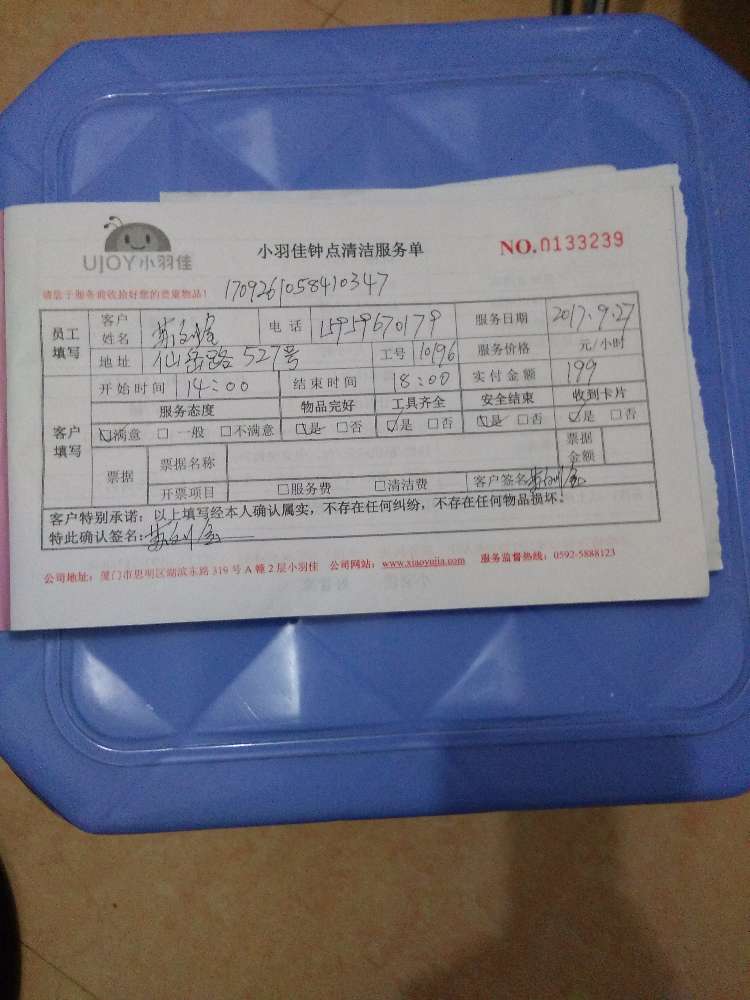 UJOY小羽佳
小羽佳钟点清洁服务单
NO.0133239
请您于服务前收拾好您的贵重物品！
1709261058410347
员工填写 客户姓名 电话 15959670179 服务日期 2017.9.27
地址 仙岳路527号 工号 10196 服务价格 元/小时
开始时间 14:00 结束时间 18:00 实付金额 199
客户填写 服务态度 物品完好 工具齐全 安全结束 收到卡片
☑满意 □一般 □不满意 ☑是 □否 ☑是 □否 ☑是 □否 ☑是 □否
票据 票据名称 票据金额
开票项目 □服务费 □清洁费 客户签名
客户特别承诺：以上填写经本人确认属实，不存在任何纠纷，不存在任何物品损坏！
特此确认签名：
公司地址：厦门市思明区湖滨东路319号A幢2层小羽佳 公司网站：www.xiaoyujia.com 服务监督热线：0592-5888123